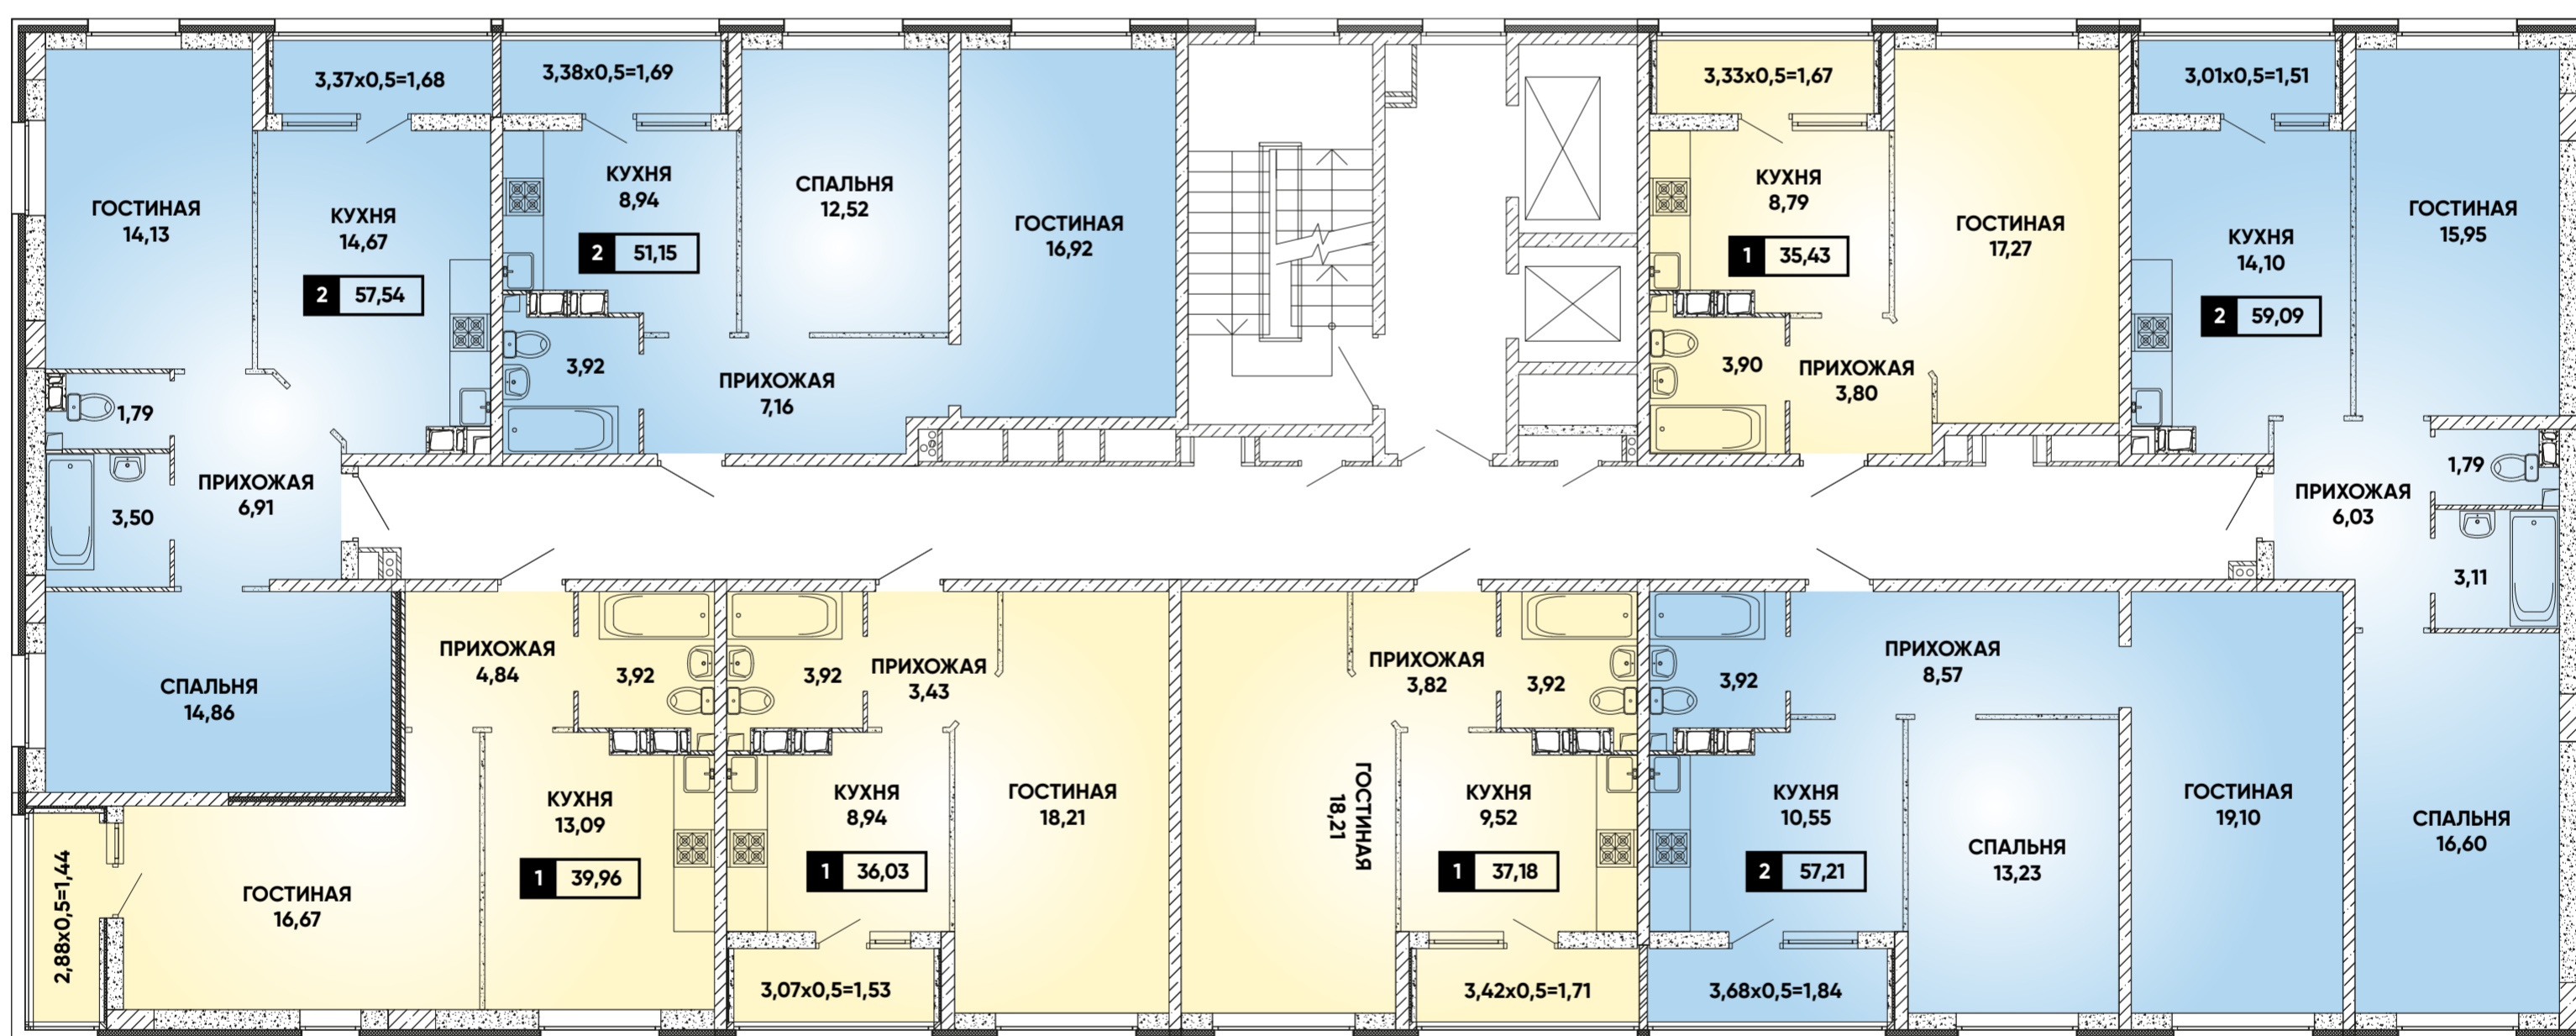 3,37x0,5=1,68
ГОСТИНАЯ
14,13
КУХНЯ
14,67
2 57,54
1,79
3,50
ПРИХОЖАЯ
6,91
СПАЛЬНЯ
14,86
3,38x0,5=1,69
КУХНЯ
8,94
2 51,15
СПАЛЬНЯ
12,52
ГОСТИНАЯ
16,92
3,92
ПРИХОЖАЯ
7,16
3,33x0,5=1,67
КУХНЯ
8,79
1 35,43
ГОСТИНАЯ
17,27
3,90
ПРИХОЖАЯ
3,80
3,01x0,5=1,51
КУХНЯ
14,10
2 59,09
ГОСТИНАЯ
15,95
1,79
ПРИХОЖАЯ
6,03
3,11
СПАЛЬНЯ
16,60
ПРИХОЖАЯ
4,84
3,92
КУХНЯ
13,09
1 39,96
ГОСТИНАЯ
16,67
2,88x0,5=1,44
3,92
ПРИХОЖАЯ
3,43
КУХНЯ
8,94
1 36,03
ГОСТИНАЯ
18,21
3,07x0,5=1,53
ГОСТИНАЯ
18,21
ПРИХОЖАЯ
3,82
3,92
КУХНЯ
9,52
1 37,18
3,42x0,5=1,71
3,92
ПРИХОЖАЯ
8,57
КУХНЯ
10,55
2 57,21
СПАЛЬНЯ
13,23
ГОСТИНАЯ
19,10
3,68x0,5=1,84